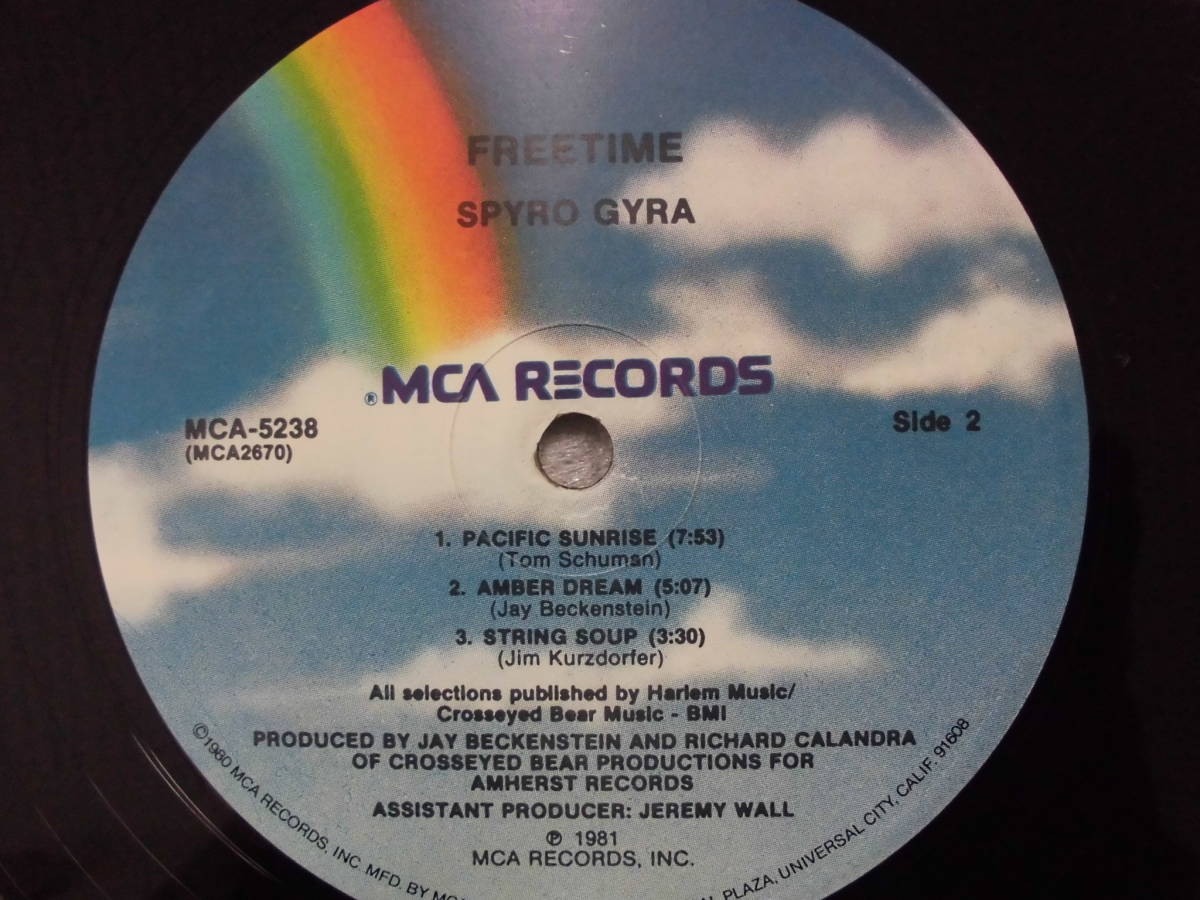 FREETIME
SPYRO GYRA
®MCA RECORDS
MCA-5238
(MCA2670)
Side 2
1. PACIFIC SUNRISE (7:53)
(Tom Schuman)
2. AMBER DREAM (5:07)
(Jay Beckenstein)
3. STRING SOUP (3:30)
(Jim Kurzdorfer)
All selections published by Harlem Music/
Crosseyed Bear Music - BMI
PRODUCED BY JAY BECKENSTEIN AND RICHARD CALANDRA
OF CROSSEYED BEAR PRODUCTIONS FOR
AMHERST RECORDS
ASSISTANT PRODUCER: JEREMY WALL
℗ 1981
MCA RECORDS, INC.
©1980 MCA RECORDS, INC. MFD. BY PLAZA, UNIVERSAL CITY, CALIF. 91608